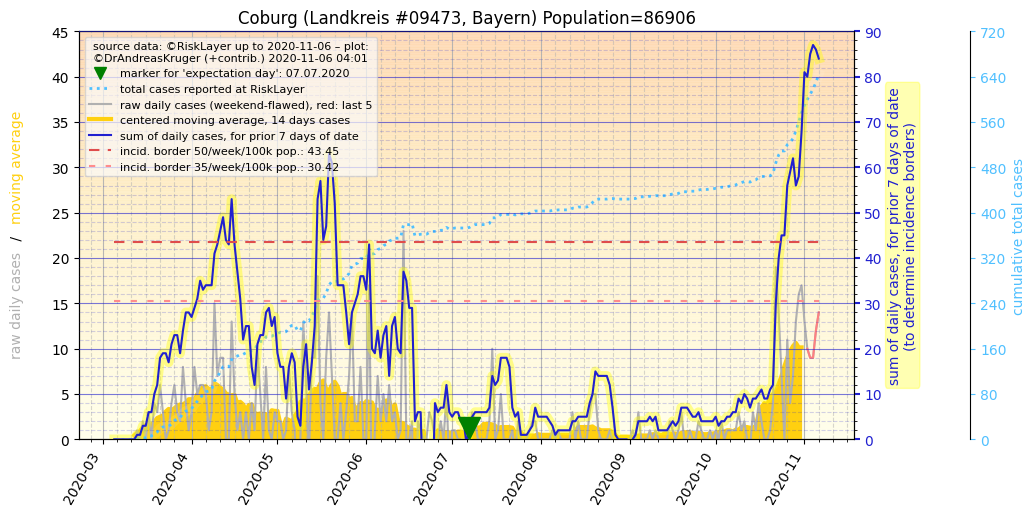 Coburg (Landkreis #09473, Bayern) Population=86906
source data: ©RiskLayer up to 2020-11-06 – plot:
©DrAndreasKruger (+contrib.) 2020-11-06 04:01
marker for 'expectation day': 07.07.2020
total cases reported at RiskLayer
raw daily cases (weekend-flawed), red: last 5
centered moving average, 14 days cases
sum of daily cases, for prior 7 days of date
incid. border 50/week/100k pop.: 43.45
incid. border 35/week/100k pop.: 30.42
raw daily cases / moving average
45
40
35
30
25
20
15
10
5
0
2020-03
2020-04
2020-05
2020-06
2020-07
2020-08
2020-09
2020-10
2020-11
90
80
70
60
50
40
30
20
10
0
sum of daily cases, for prior 7 days of date
(to determine, incidence borders)
720
640
560
480
400
320
240
160
80
0
cumulative total cases